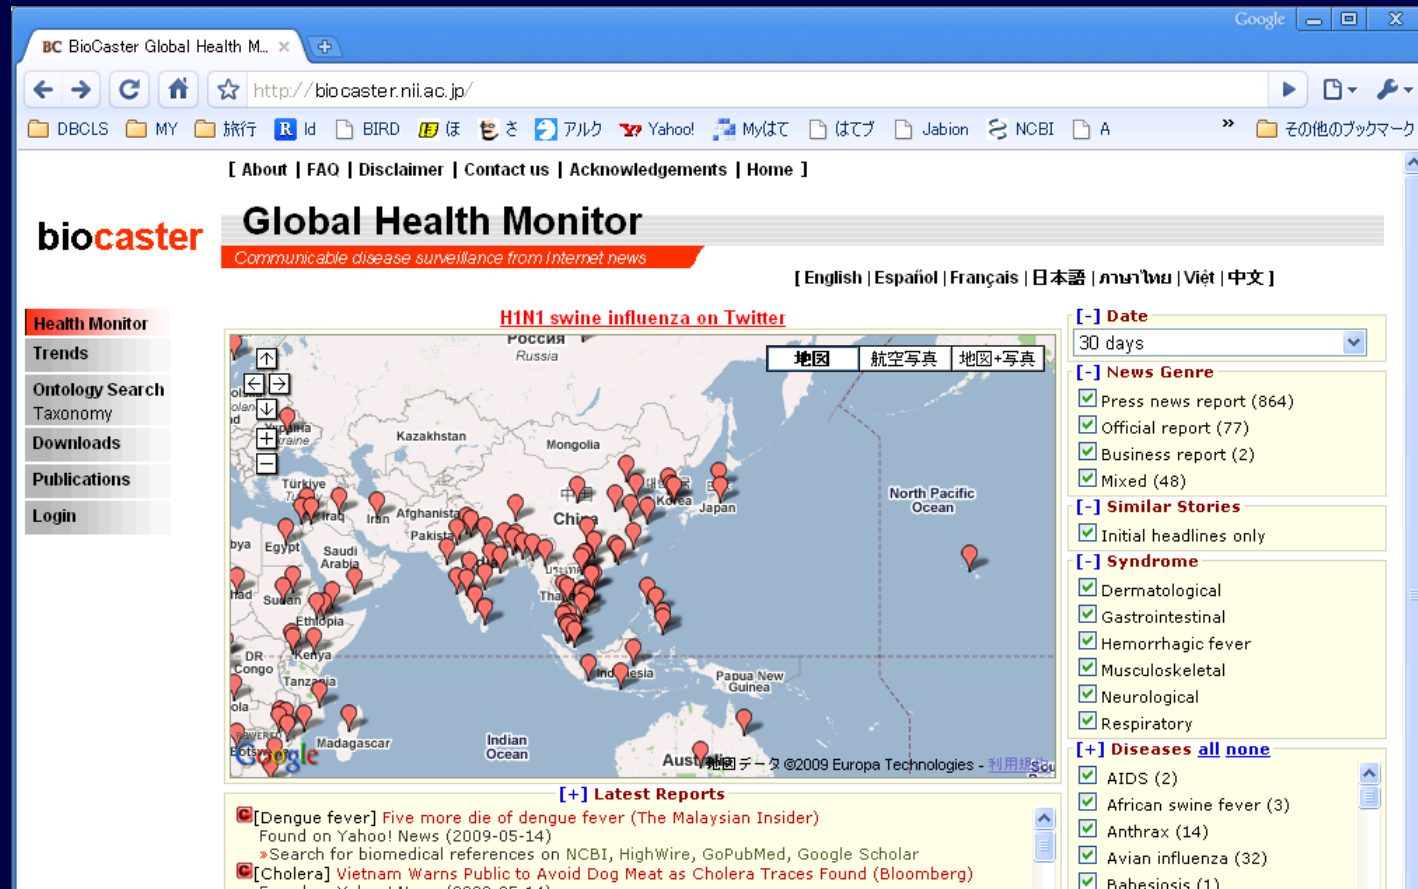 Google
BC BioCaster Global Health M...
http://biocaster.nii.ac.jp/
DBCLS MY 旅行 Id BIRD ほ さ アルク Yahoo! Myはて はてブ Jabion NCBI A » その他のブックマーク
[ About | FAQ | Disclaimer | Contact us | Acknowledgements | Home ]
biocaster
Global Health Monitor
Communicable disease surveillance from Internet news
[ English | Español | Français | 日本語 | ภาษาไทย | Việt | 中文 ]
Health Monitor
Trends
Ontology Search
Taxonomy
Downloads
Publications
Login
H1N1 swine influenza on Twitter
地図 航空写真 地図+写真
Россия
Russia
Kazakhstan
Mongolia
Türkiye
Iraq
Iran
Afghanistan
Pakist
China
Korea
Japan
North Pacific
Ocean
Egypt
Saudi
Arabia
Sudan
Ethiopia
DR
Congo
Kenya
Tanzania
Indonesia
Papua New
Guinea
Madagascar
Indian
Ocean
POWERED
Google
地図データ ©2009 Europa Technologies -
[-] Date
30 days
[-] News Genre
Press news report (864)
Official report (77)
Business report (2)
Mixed (48)
[-] Similar Stories
Initial headlines only
[-] Syndrome
Dermatological
Gastrointestinal
Hemorrhagic fever
Musculoskeletal
Neurological
Respiratory
[+] Diseases all none
AIDS (2)
African swine fever (3)
Anthrax (14)
Avian influenza (32)
Babesiosis (1)
[+] Latest Reports
C [Dengue fever] Five more die of dengue fever (The Malaysian Insider)
Found on Yahoo! News (2009-05-14)
»Search for biomedical references on NCBI, HighWire, GoPubMed, Google Scholar
C [Cholera] Vietnam Warns Public to Avoid Dog Meat as Cholera Traces Found (Bloomberg)